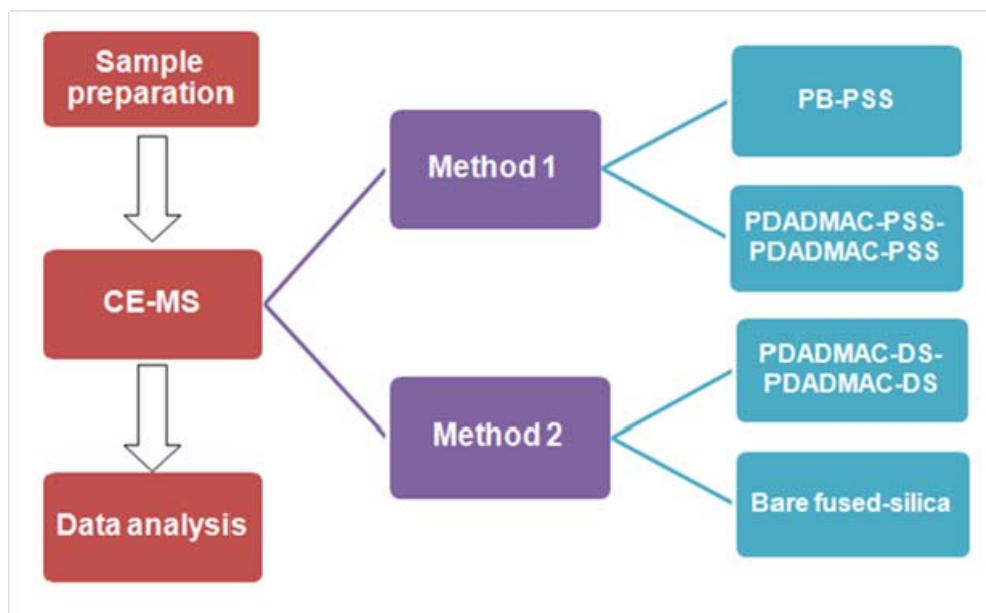 Sample
preparation
CE-MS
Data analysis
Method 1
Method 2
PB-PSS
PDADMAC-PSS-
PDADMAC-PSS
PDADMAC-DS-
PDADMAC-DS
Bare fused-silica